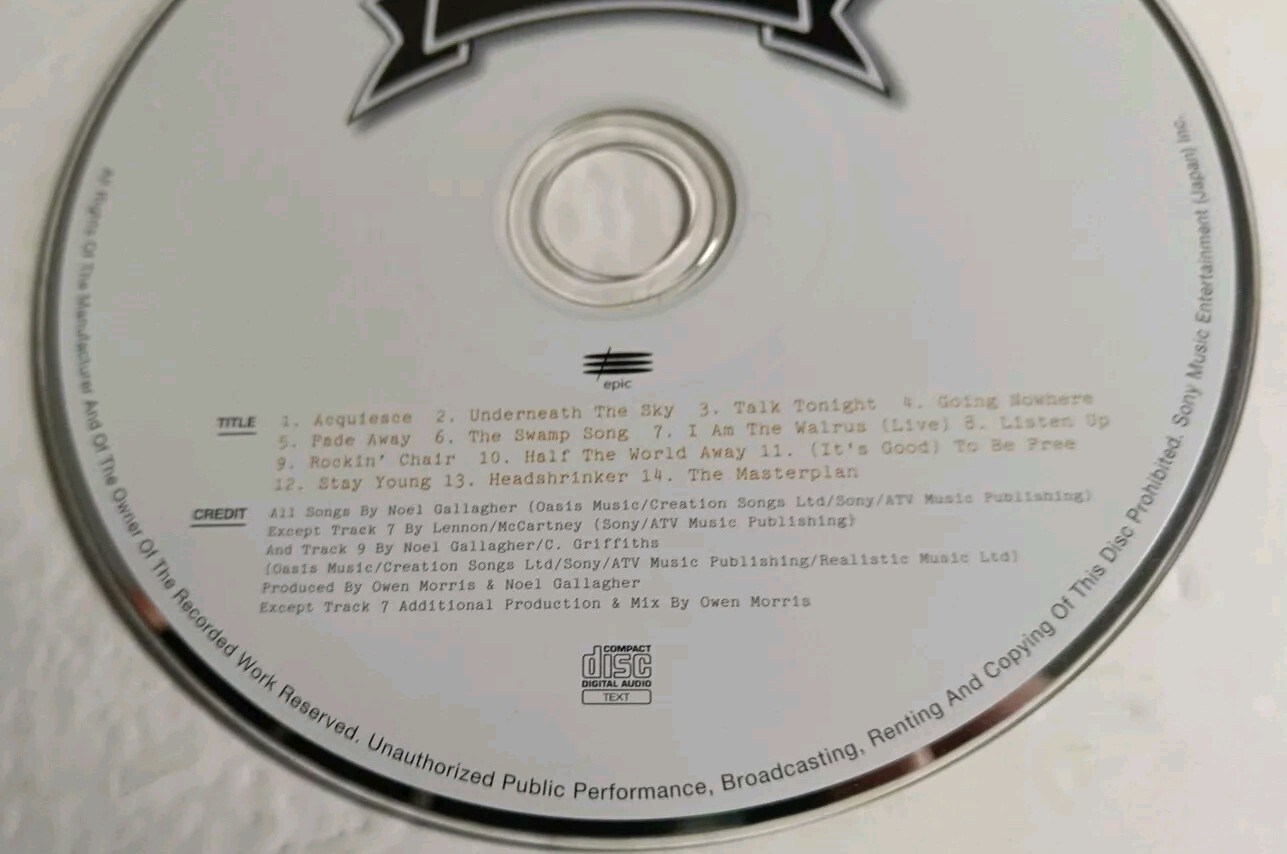 epic
TITLE 1. Acquiesce 2. Underneath The Sky 3. Talk Tonight 4. Going Nowhere
5. Fade Away 6. The Swamp Song 7. I Am The Walrus (Live) 8. Listen Up
9. Rockin' Chair 10. Half The World Away 11. (It's Good) To Be Free
12. Stay Young 13. Headshrinker 14. The Masterplan
CREDIT All Songs By Noel Gallagher (Oasis Music/Creation Songs Ltd/Sony/ATV Music Publishing)
Except Track 7 By Lennon/McCartney (Sony/ATV Music Publishing)
And Track 9 By Noel Gallagher/C. Griffiths
(Oasis Music/Creation Songs Ltd/Sony/ATV Music Publishing/Realistic Music Ltd)
Produced By Owen Morris & Noel Gallagher
Except Track 7 Additional Production & Mix By Owen Morris
COMPACT
disc
DIGITAL AUDIO
TEXT
All Rights Of The Manufacturer And Of The Owner Of The Recorded Work Reserved. Unauthorized Public Performance, Broadcasting, Renting And Copying Of This Disc Prohibited. Sony Music Entertainment (Japan) Inc.